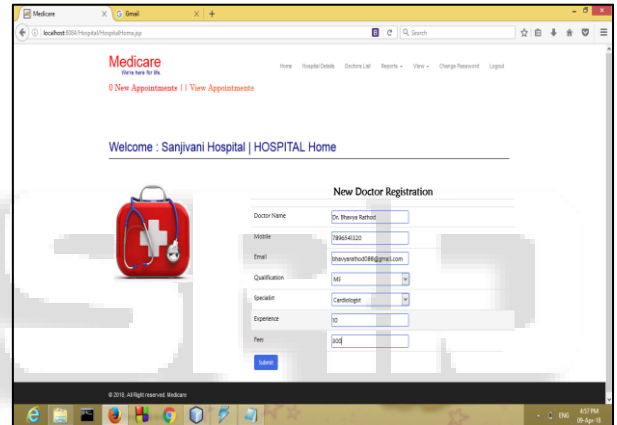 Medicare
Gmail
localhost:8084/Hospital/HospitalHome.jsp
Search
Medicare
We're here for life.
Home Hospital Details Doctors List Reports View Change Password Logout
0 New Appointments | | View Appointments
Welcome : Sanjivani Hospital | HOSPITAL Home
New Doctor Registration
Doctor Name Dr. Bhavya Rathod
Mobile
Email bhavyarathod088@gmail.com
Qualification
Specialist Cardiologist
Experience 10
Fees 300
Submit
© 2018, All Right reserved. Medicare
ENG 4:57 PM
09-Apr-18